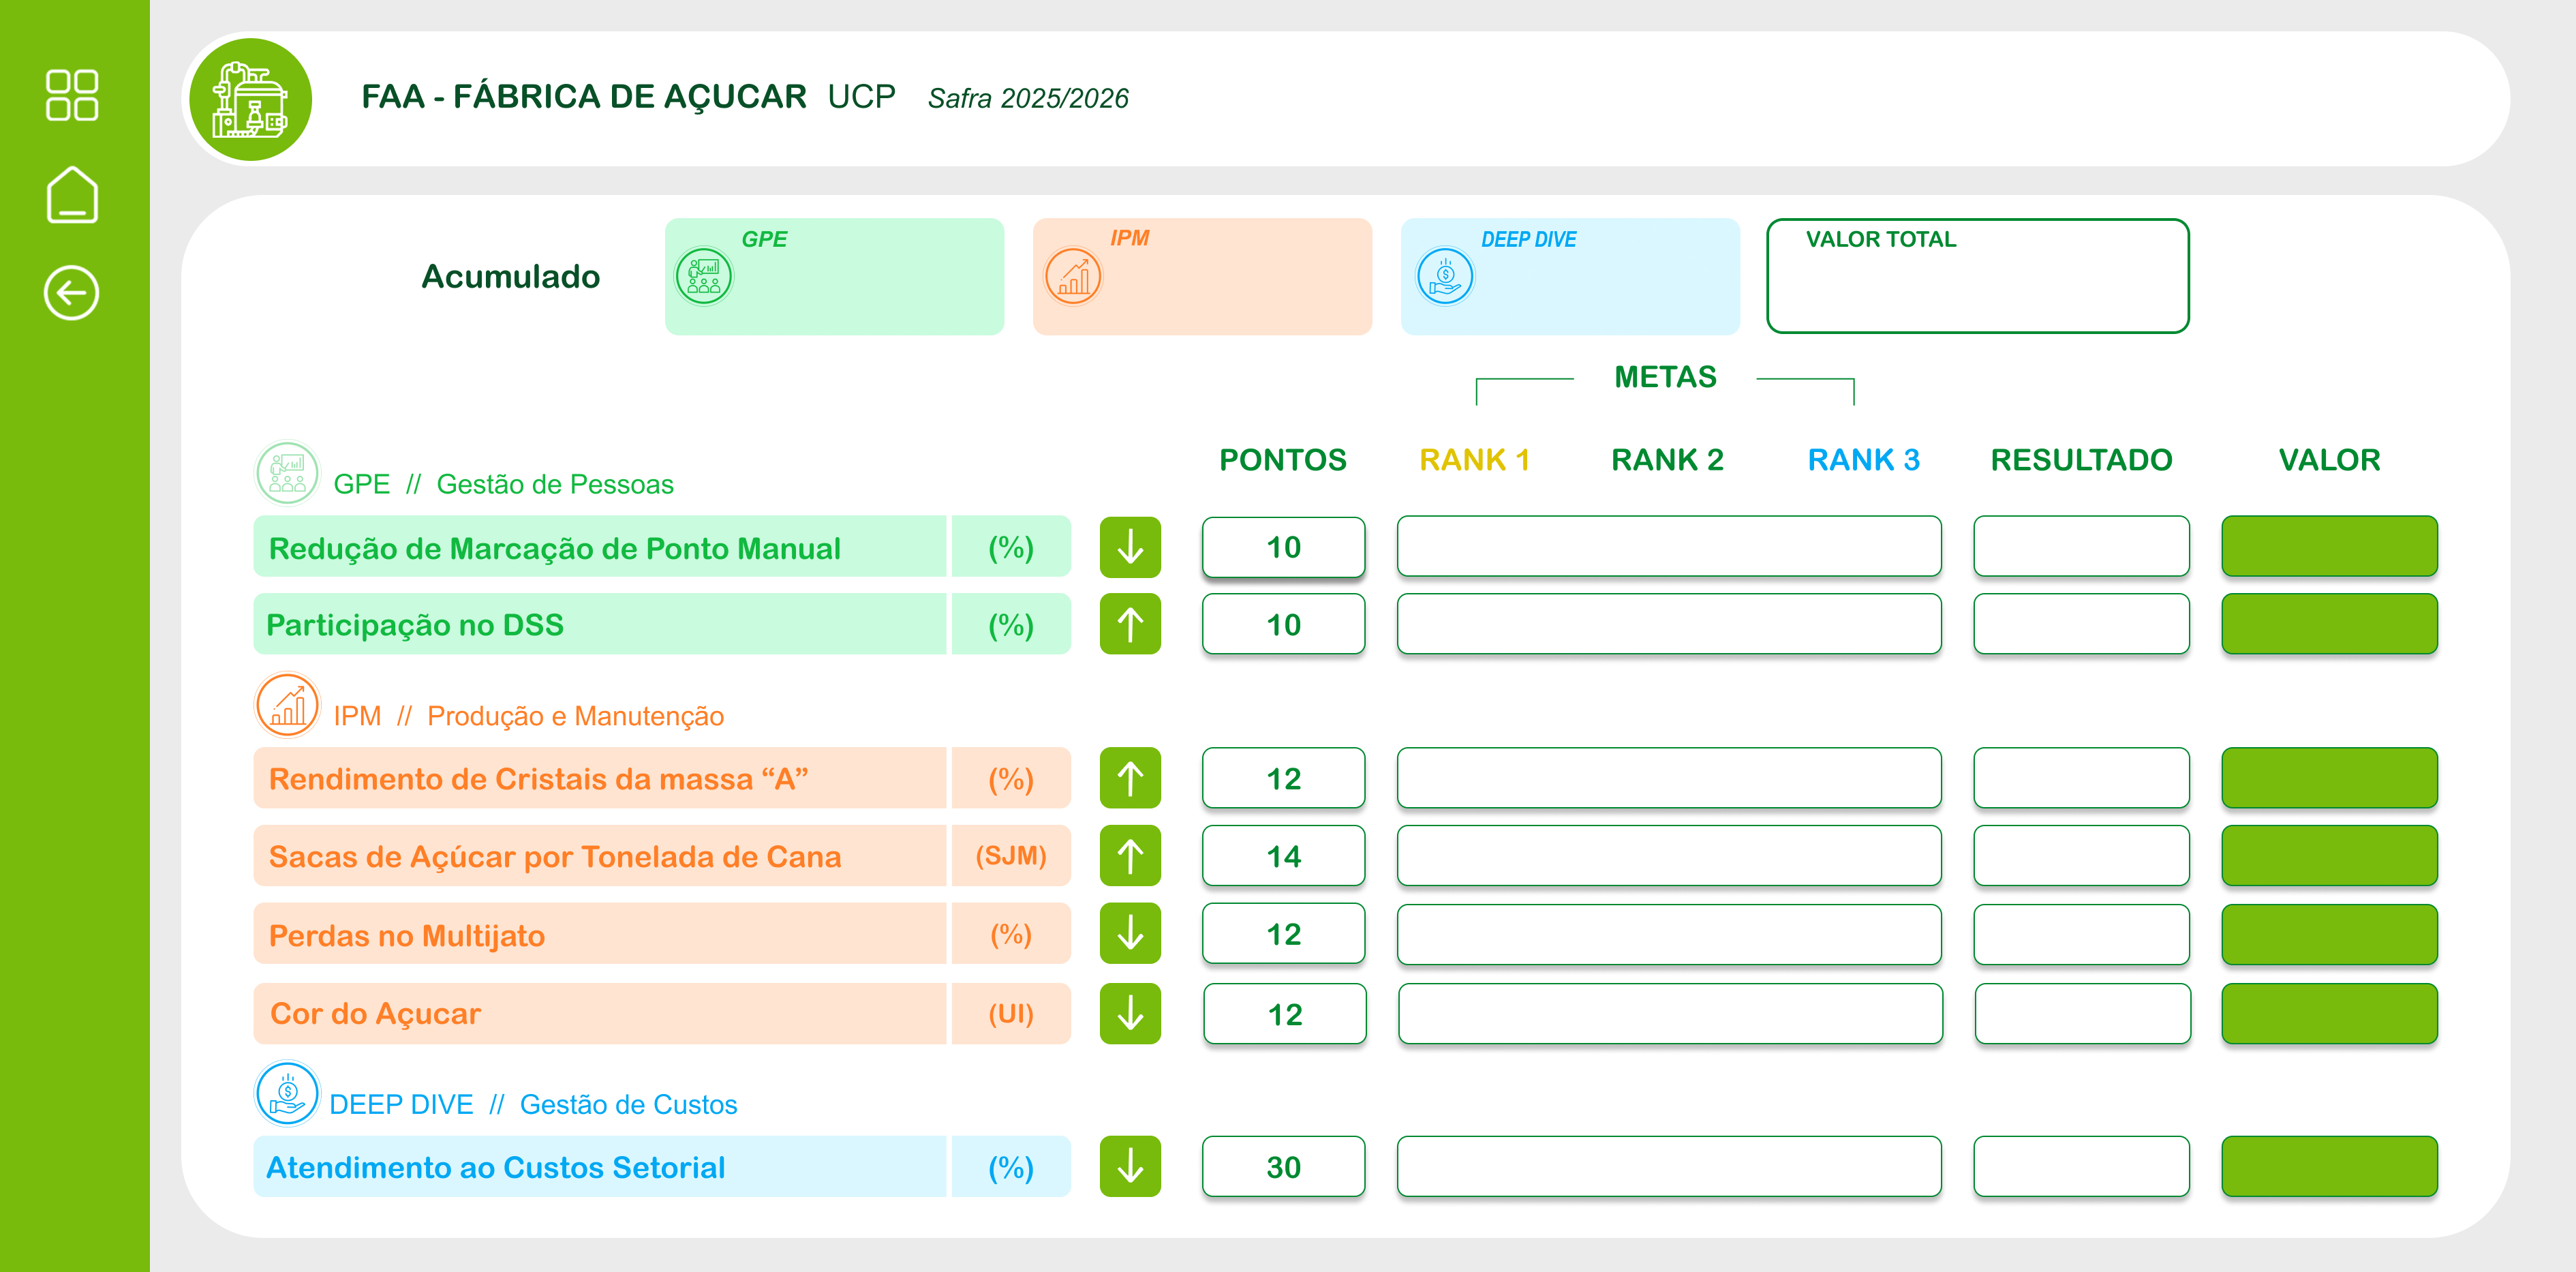 FAA - FÁBRICA DE AÇUCAR UCP Safra 2025/2026
Acumulado
GPE
IPM
DEEP DIVE
VALOR TOTAL
METAS
PONTOS RANK 1 RANK 2 RANK 3 RESULTADO VALOR
GPE // Gestão de Pessoas
Redução de Marcação de Ponto Manual (%) 10
Participação no DSS (%) 10
IPM // Produção e Manutenção
Rendimento de Cristais da massa “A” (%) 12
Sacas de Açúcar por Tonelada de Cana (SJM) 14
Perdas no Multijato (%) 12
Cor do Açucar (UI) 12
DEEP DIVE // Gestão de Custos
Atendimento ao Custos Setorial (%) 30